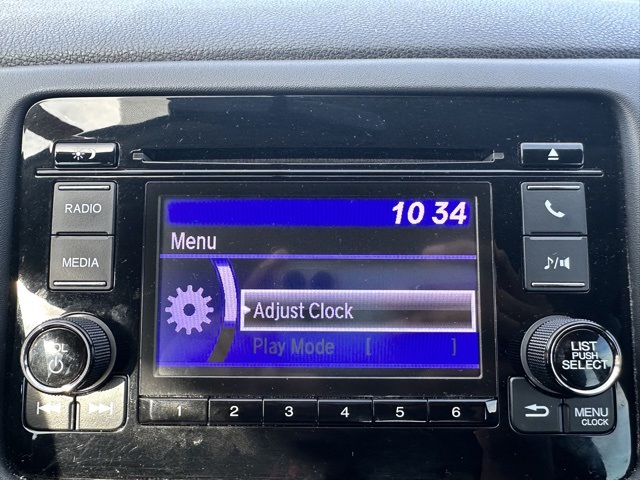 RADIO
MEDIA
VOL
10 34
Menu
Adjust Clock
Play Mode [ ]
1 2 3 4 5 6
LIST
PUSH
SELECT
MENU
CLOCK